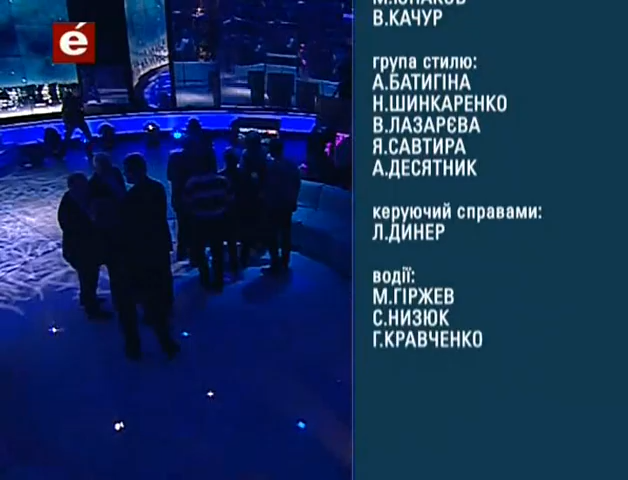 é
В.КАЧУР
група стилю:
А.БАТИГІНА
Н.ШИНКАРЕНКО
В.ЛАЗАРЄВА
Я.САВТИРА
А.ДЕСЯТНИК
керуючий справами:
Л.ДИНЕР
водії:
М.ГІРЖЕВ
С.НИЗЮК
Г.КРАВЧЕНКО